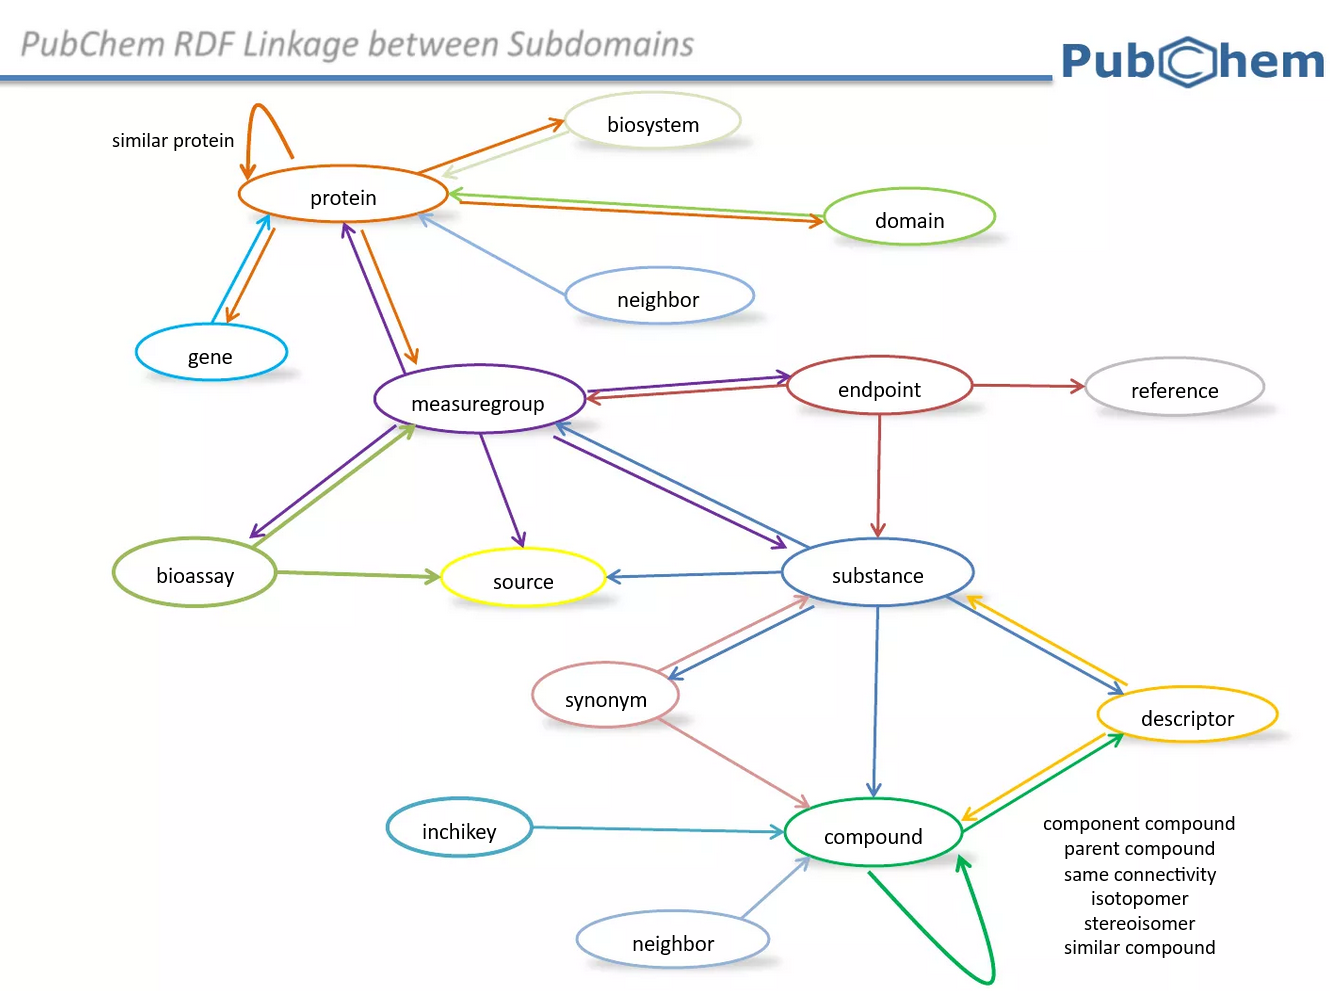 PubChem RDF Linkage between Subdomains
PubChem
similar protein
biosystem
protein
domain
neighbor
gene
measuregroup
endpoint
reference
bioassay
source
substance
synonym
descriptor
inchikey
compound
component compound
parent compound
same connectivity
isotopomer
stereoisomer
similar compound
neighbor